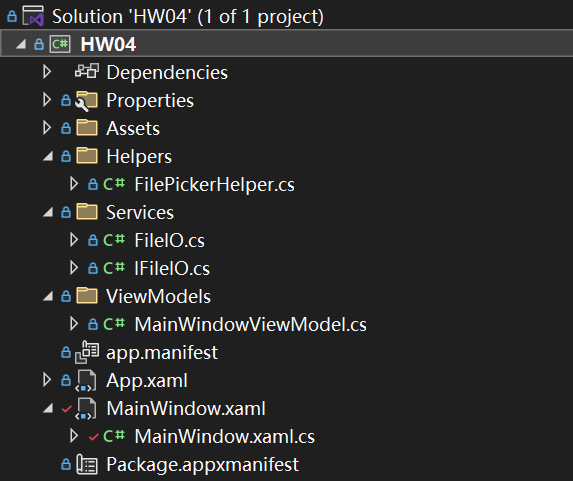 Solution 'HW04' (1 of 1 project)
C# HW04
Dependencies
Properties
Assets
Helpers
C# FilePickerHelper.cs
Services
C# FileIO.cs
C# IFileIO.cs
ViewModels
C# MainWindowViewModel.cs
app.manifest
App.xaml
MainWindow.xaml
C# MainWindow.xaml.cs
Package.appxmanifest